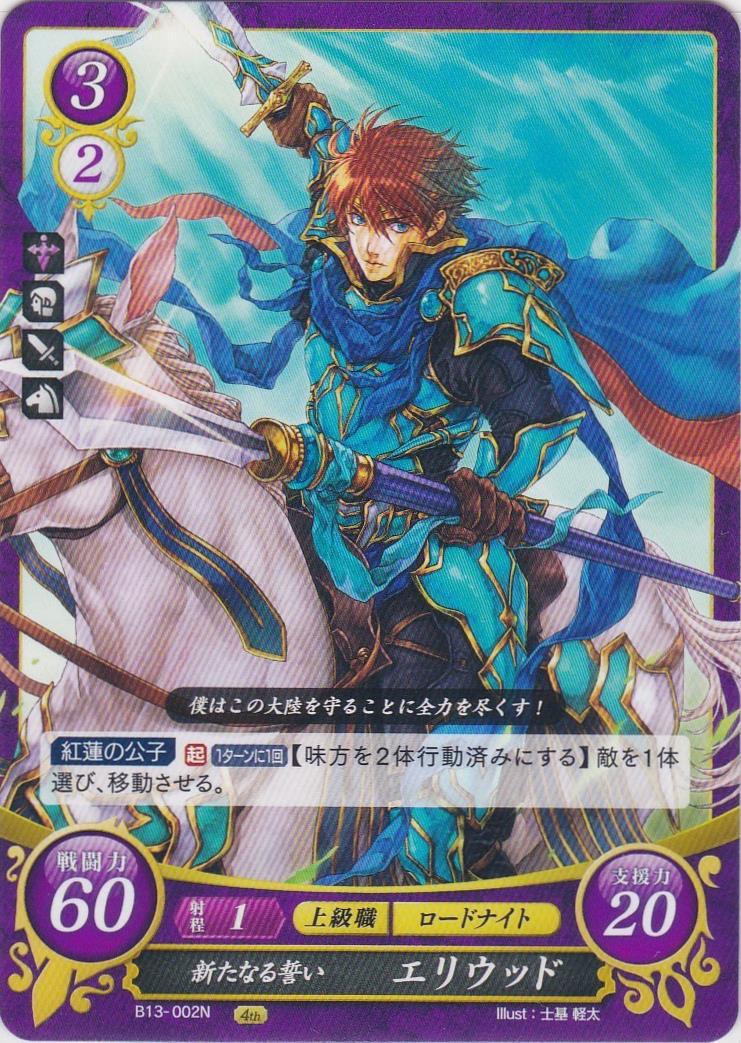 3
2
僕はこの大陸を守ることに全力を尽くす!
紅蓮の公子 起 1ターンに1回【味方を2体行動済みにする】敵を1体
選び、移動させる。
戦闘力
60
射程 1 上級職 ロードナイト
支援力
20
新たなる誓い エリウッド
B13-002N 4th Illust:士基 軽太